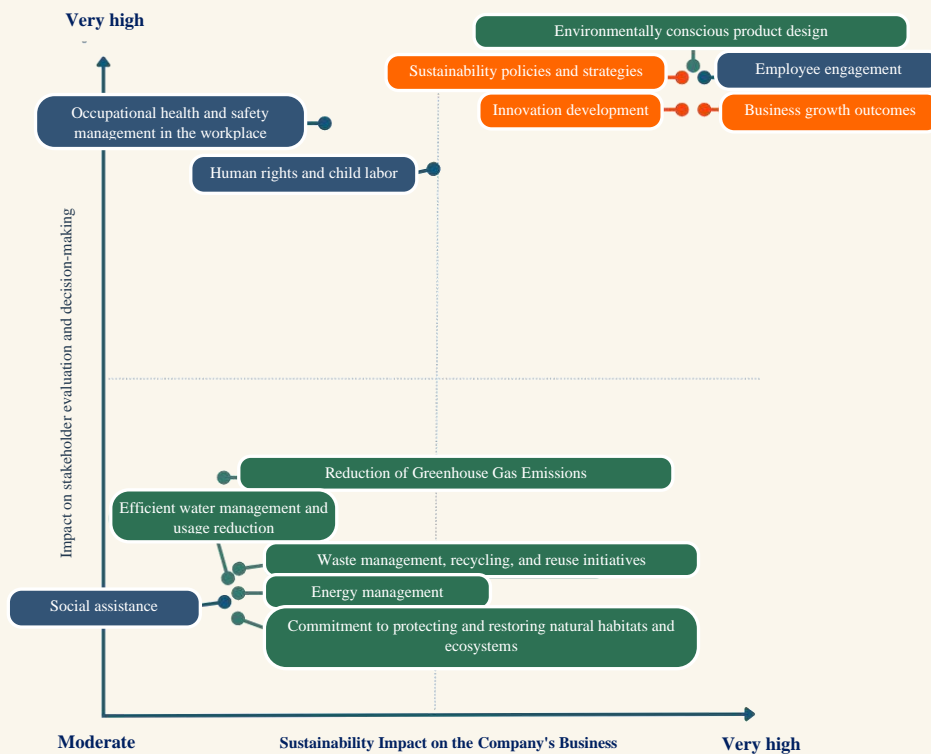 Very high
Environmentally conscious product design
Sustainability policies and strategies
Employee engagement
Occupational health and safety
management in the workplace
Innovation development
Business growth outcomes
Human rights and child labor
Impact on stakeholder evaluation and decision-making
Reduction of Greenhouse Gas Emissions
Efficient water management and
usage reduction
Waste management, recycling, and reuse initiatives
Energy management
Social assistance
Commitment to protecting and restoring natural habitats and
ecosystems
Moderate
Sustainability Impact on the Company's Business
Very high